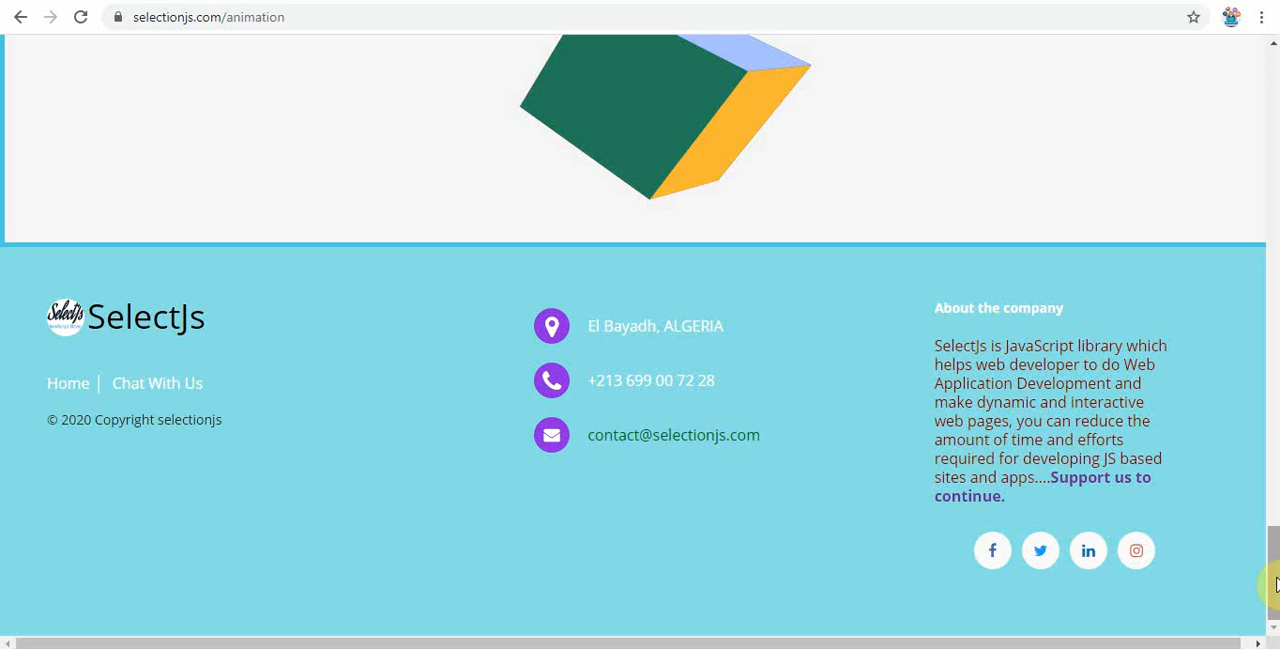 selectionjs.com/animation
SelectJs
SelectJs
Home | Chat With Us
© 2020 Copyright selectionjs
El Bayadh, ALGERIA
+213 699 00 72 28
contact@selectionjs.com
About the company
SelectJs is JavaScript library which
helps web developer to do Web
Application Development and
make dynamic and interactive
web pages, you can reduce the
amount of time and efforts
required for developing JS based
sites and apps....Support us to
continue.